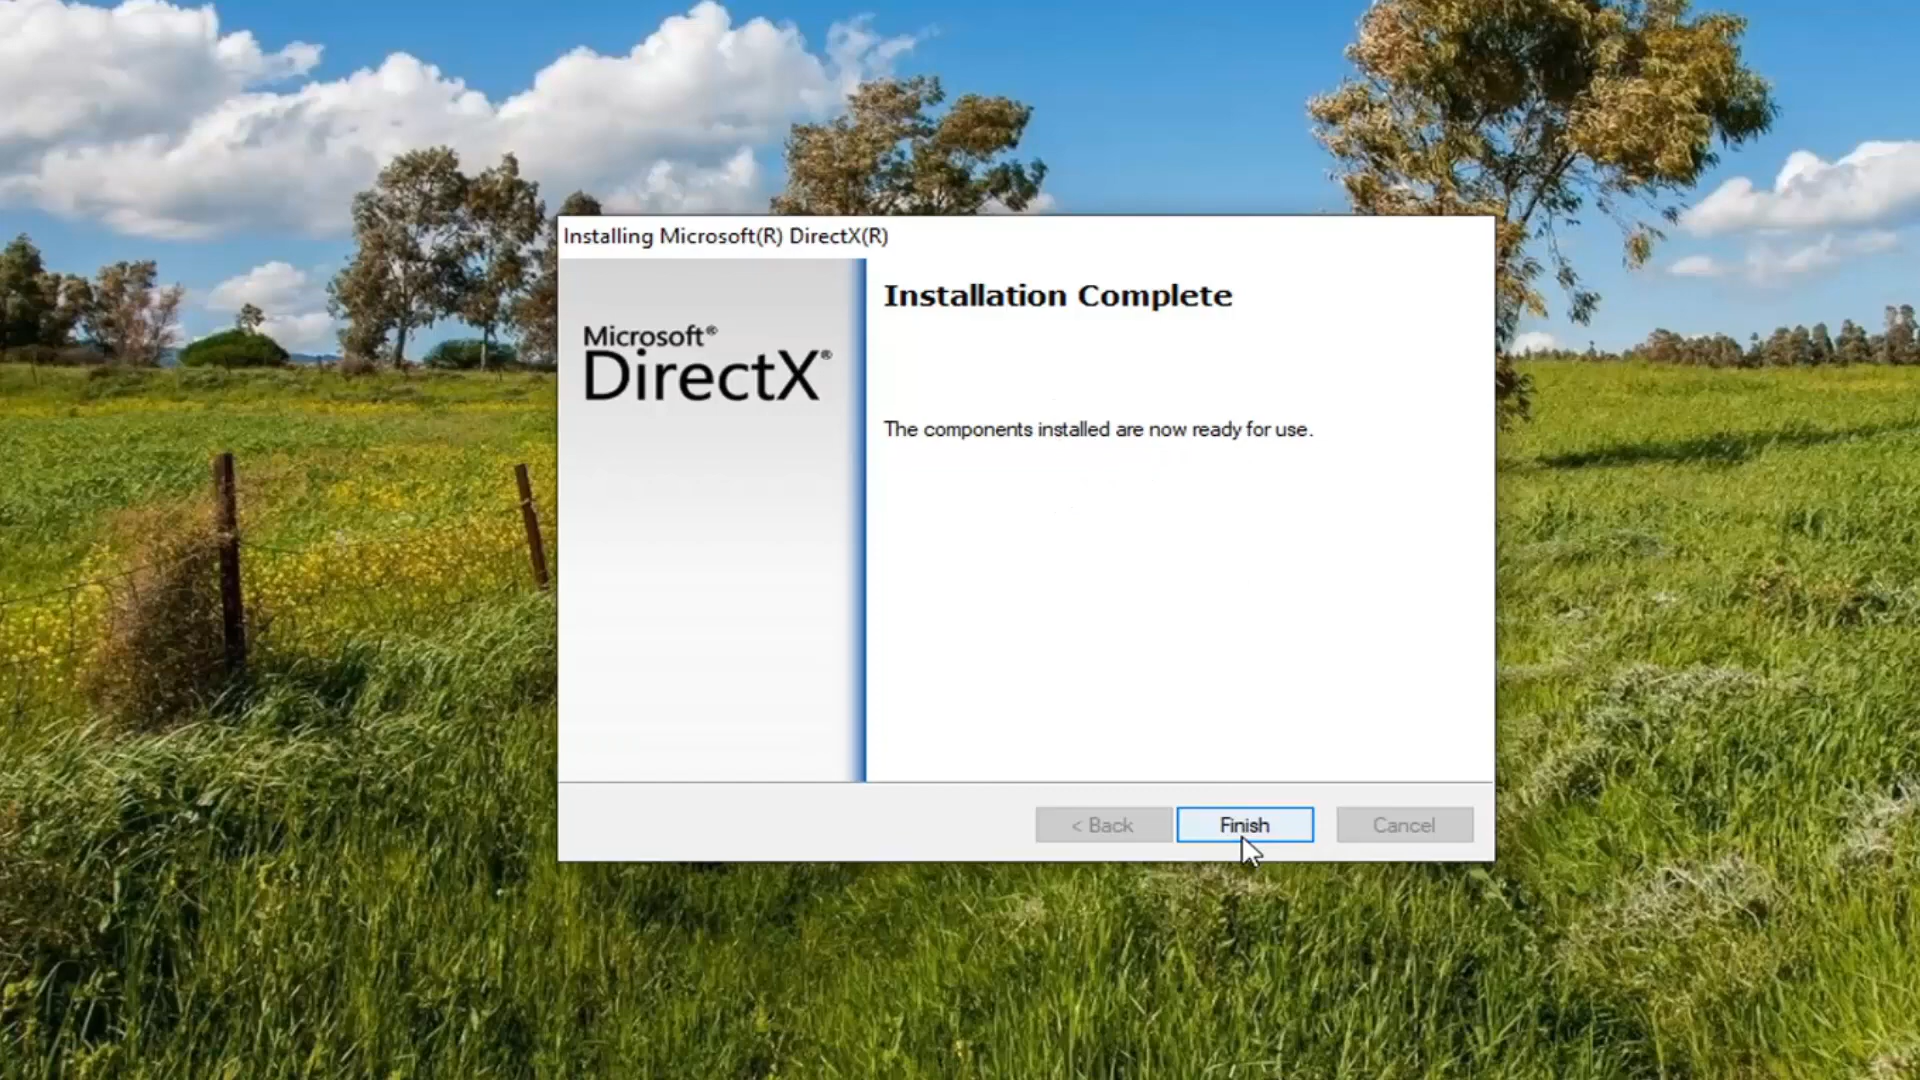 Installing Microsoft(R) DirectX(R)
Installation Complete
Microsoft®
DirectX®
The components installed are now ready for use.
< Back
Finish
Cancel